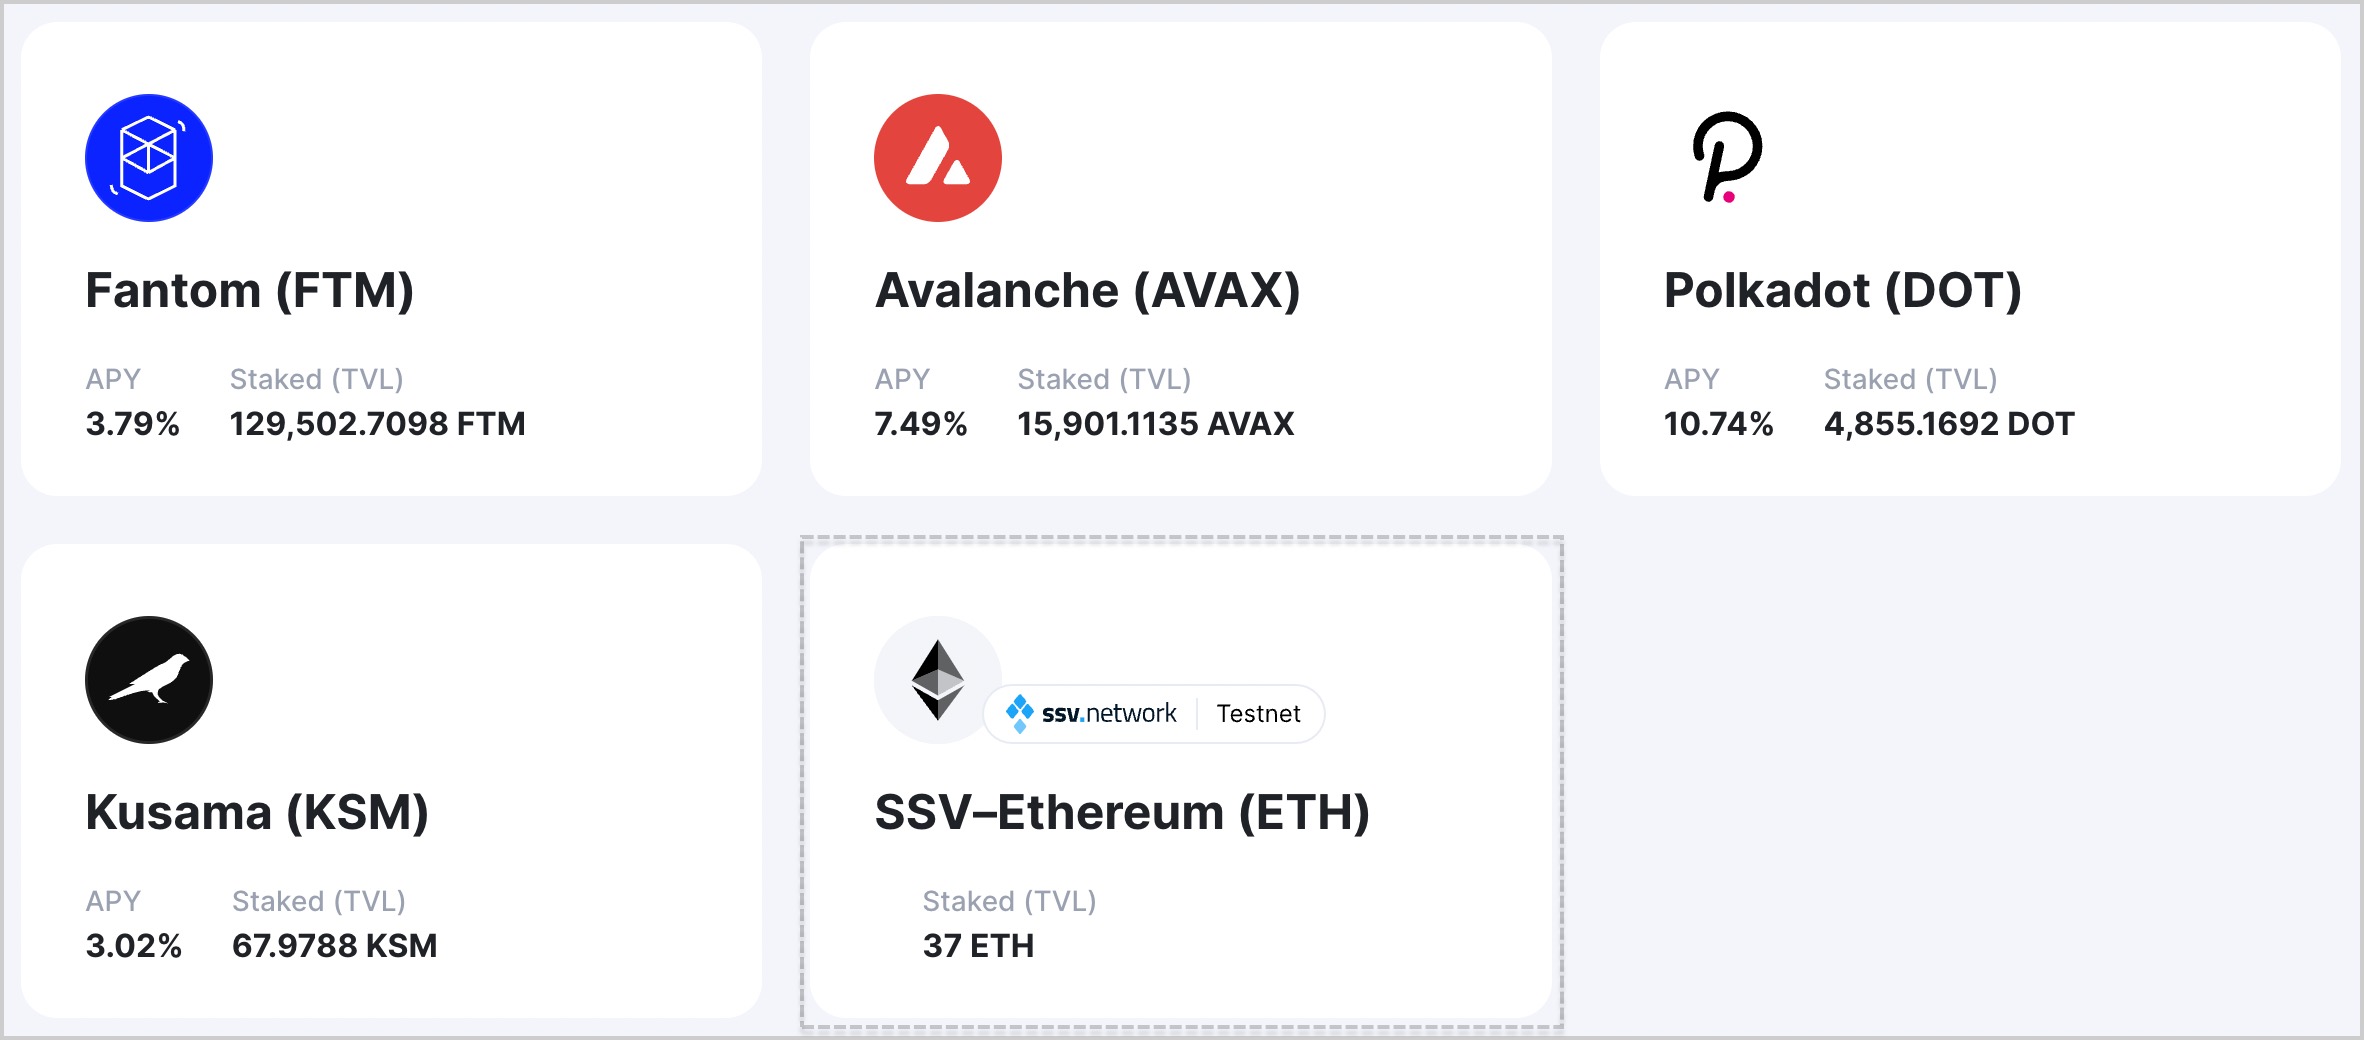 Fantom (FTM)
APY Staked (TVL)
3.79% 129,502.7098 FTM
Avalanche (AVAX)
APY Staked (TVL)
7.49% 15,901.1135 AVAX
Polkadot (DOT)
APY Staked (TVL)
10.74% 4,855.1692 DOT
Kusama (KSM)
APY Staked (TVL)
3.02% 67.9788 KSM
ssv.network Testnet
SSV–Ethereum (ETH)
Staked (TVL)
37 ETH